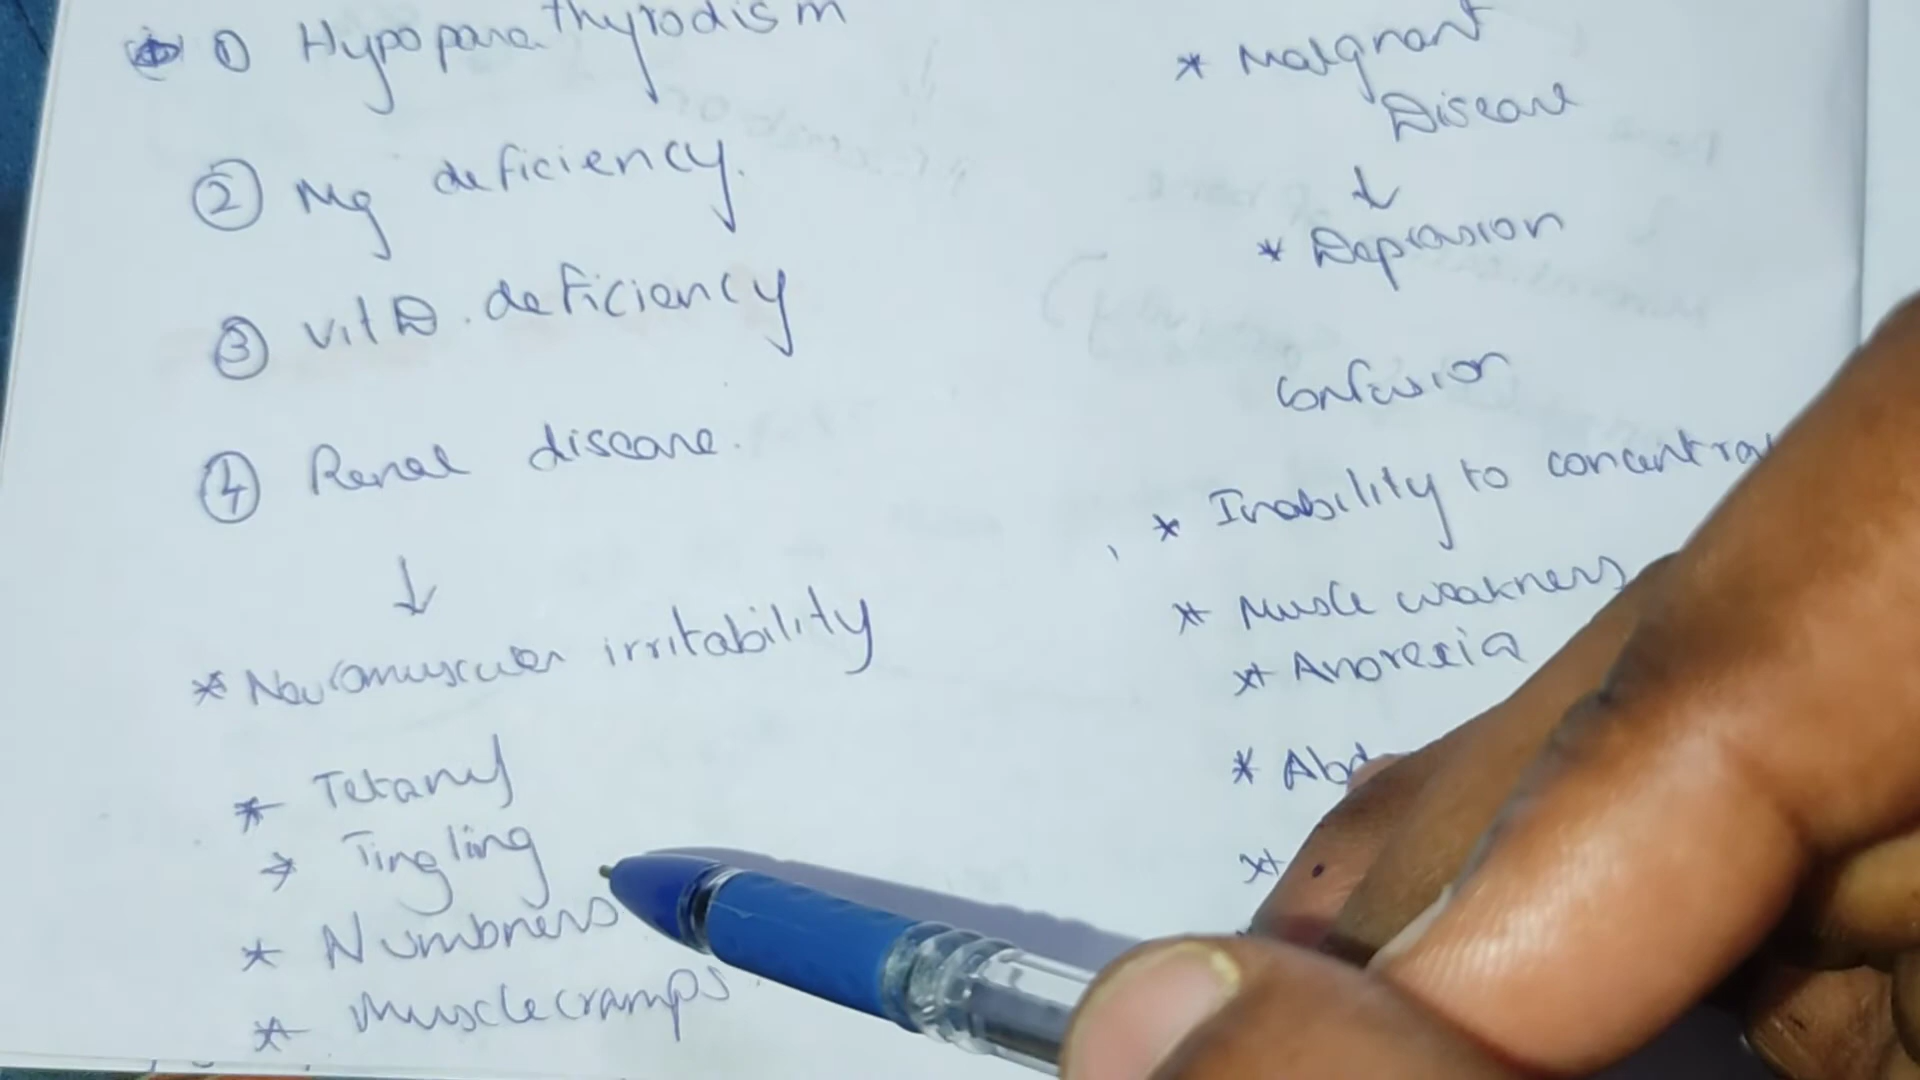 ① Hypoparathyrodism
② Mg deficiency.
③ vit D. deficiency
④ Renal disease.
↓
* Neuromuscular irritability
* Tetany
→ Tingling
* Numbness
* Muscle cramps
* Malgnant
Disease
↓
* Depression
Confusion
* Inability to concentra
* Muscle weakness
* Anorexia
* Abd
*